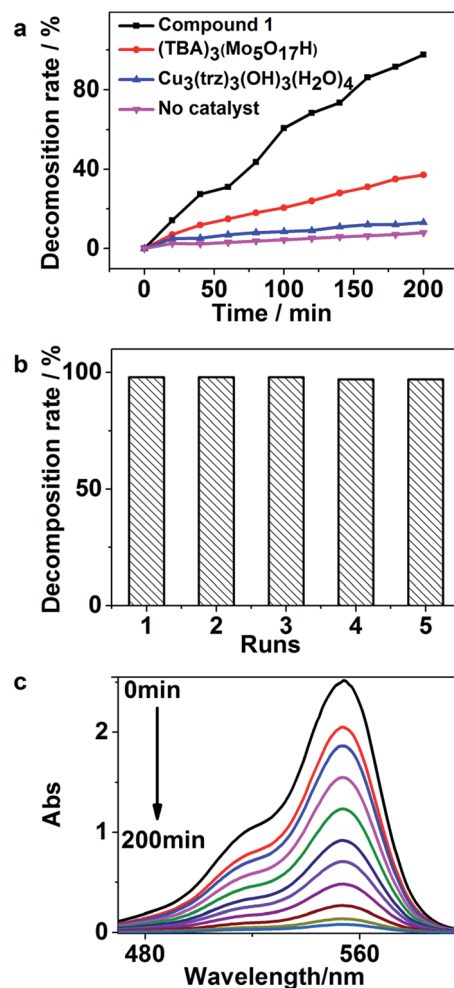 a
Compound 1
(TBA)₃(Mo₅O₁₇H)
Cu₃(trz)₃(OH)₃(H₂O)₄
No catalyst
Decomosition rate / %
80
40
0
0 50 100 150 200
Time / min
b
Decomposition rate / %
100
50
0
1 2 3 4 5
Runs
c
0min
200min
Abs
2
1
0
480 560
Wavelength/nm